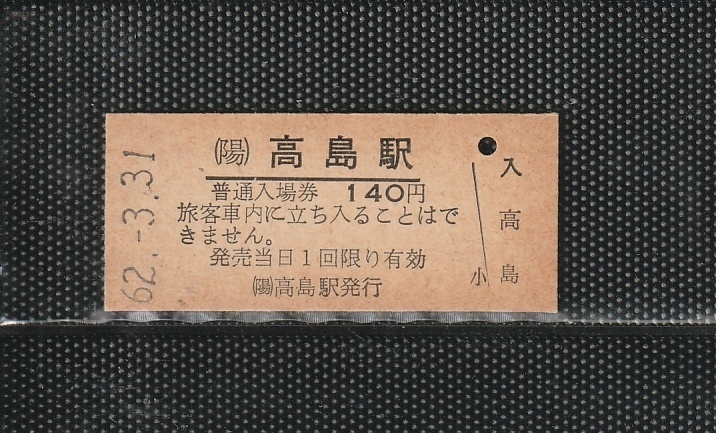 62.-3.31
㈲陽 高島駅
普通入場券 140円
旅客車内に立ち入ることはで
きません。
発売当日1回限り有効
(陽)高島駅発行
入
高
島
小